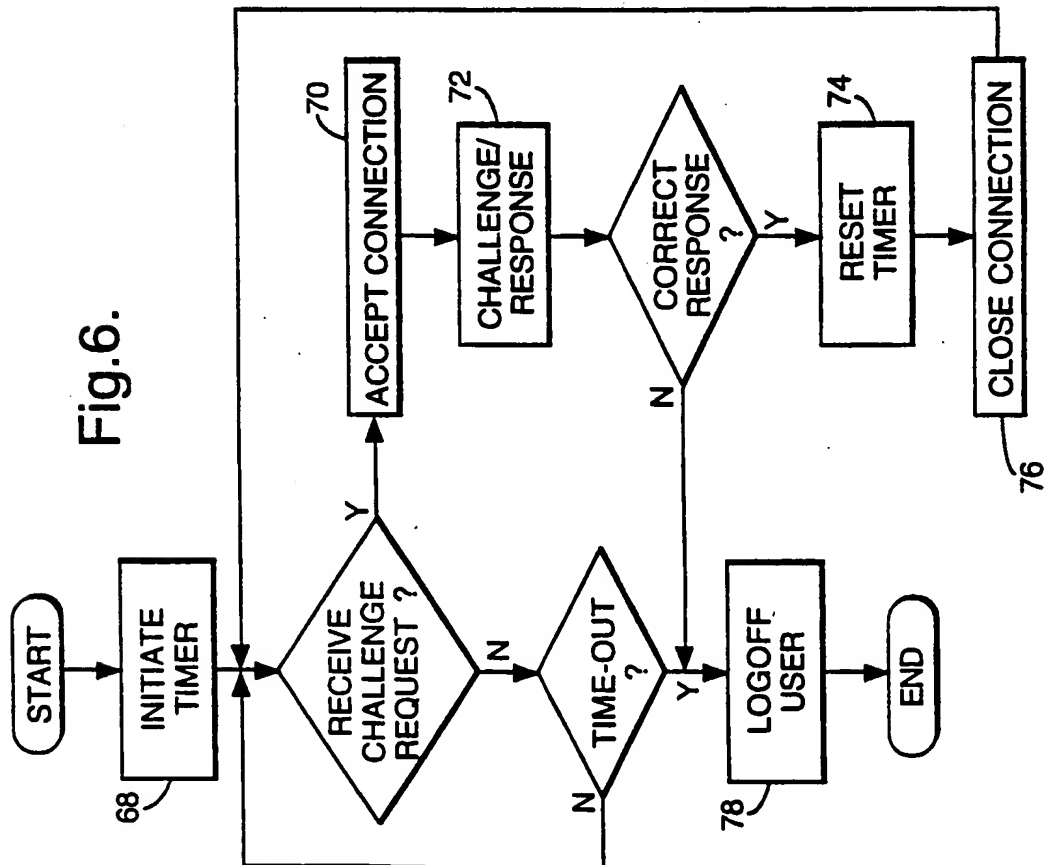 Fig.6.
START
INITIATE
TIMER
68
RECEIVE
CHALLENGE
REQUEST ?
Y
N
TIME-OUT
?
N
Y
LOGOFF
USER
78
END
ACCEPT CONNECTION
70
CHALLENGE/
RESPONSE
72
CORRECT
RESPONSE
?
N
Y
RESET
TIMER
74
CLOSE CONNECTION
76